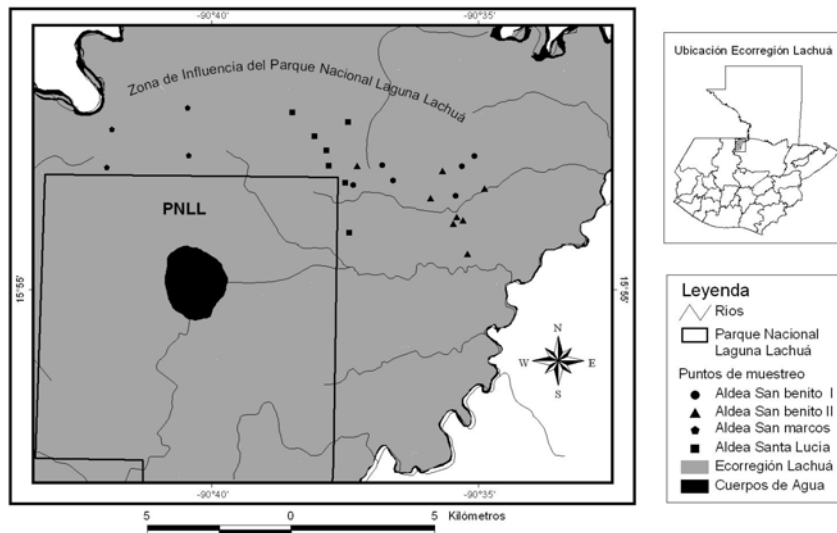 -90°40'
-90°35'
Zona de Influencia del Parque Nacional Laguna Lachuá
PNLL
15°55'
15°55'
N
W
E
S
-90°40'
-90°35'
5
0
5
Kilómetros
Ubicación Ecorregión Lachuá
Leyenda
Rios
Parque Nacional
Laguna Lachuá
Puntos de muestreo
Aldea San benito I
Aldea San benito II
Aldea San marcos
Aldea Santa Lucia
Ecorregión Lachuá
Cuerpos de Agua